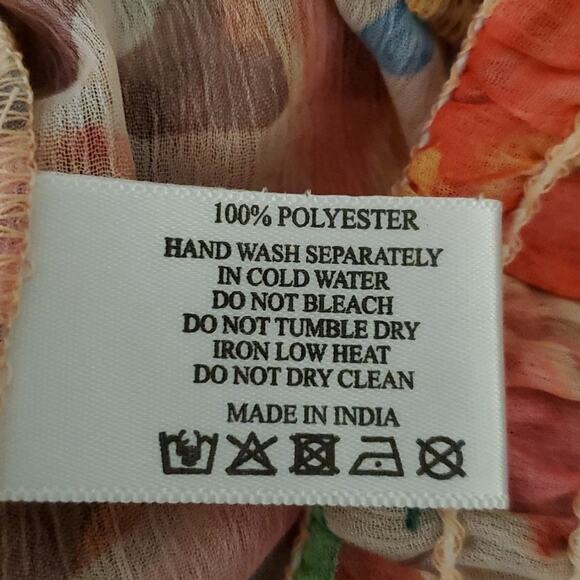 100% POLYESTER
HAND WASH SEPARATELY
IN COLD WATER
DO NOT BLEACH
DO NOT TUMBLE DRY
IRON LOW HEAT
DO NOT DRY CLEAN
MADE IN INDIA